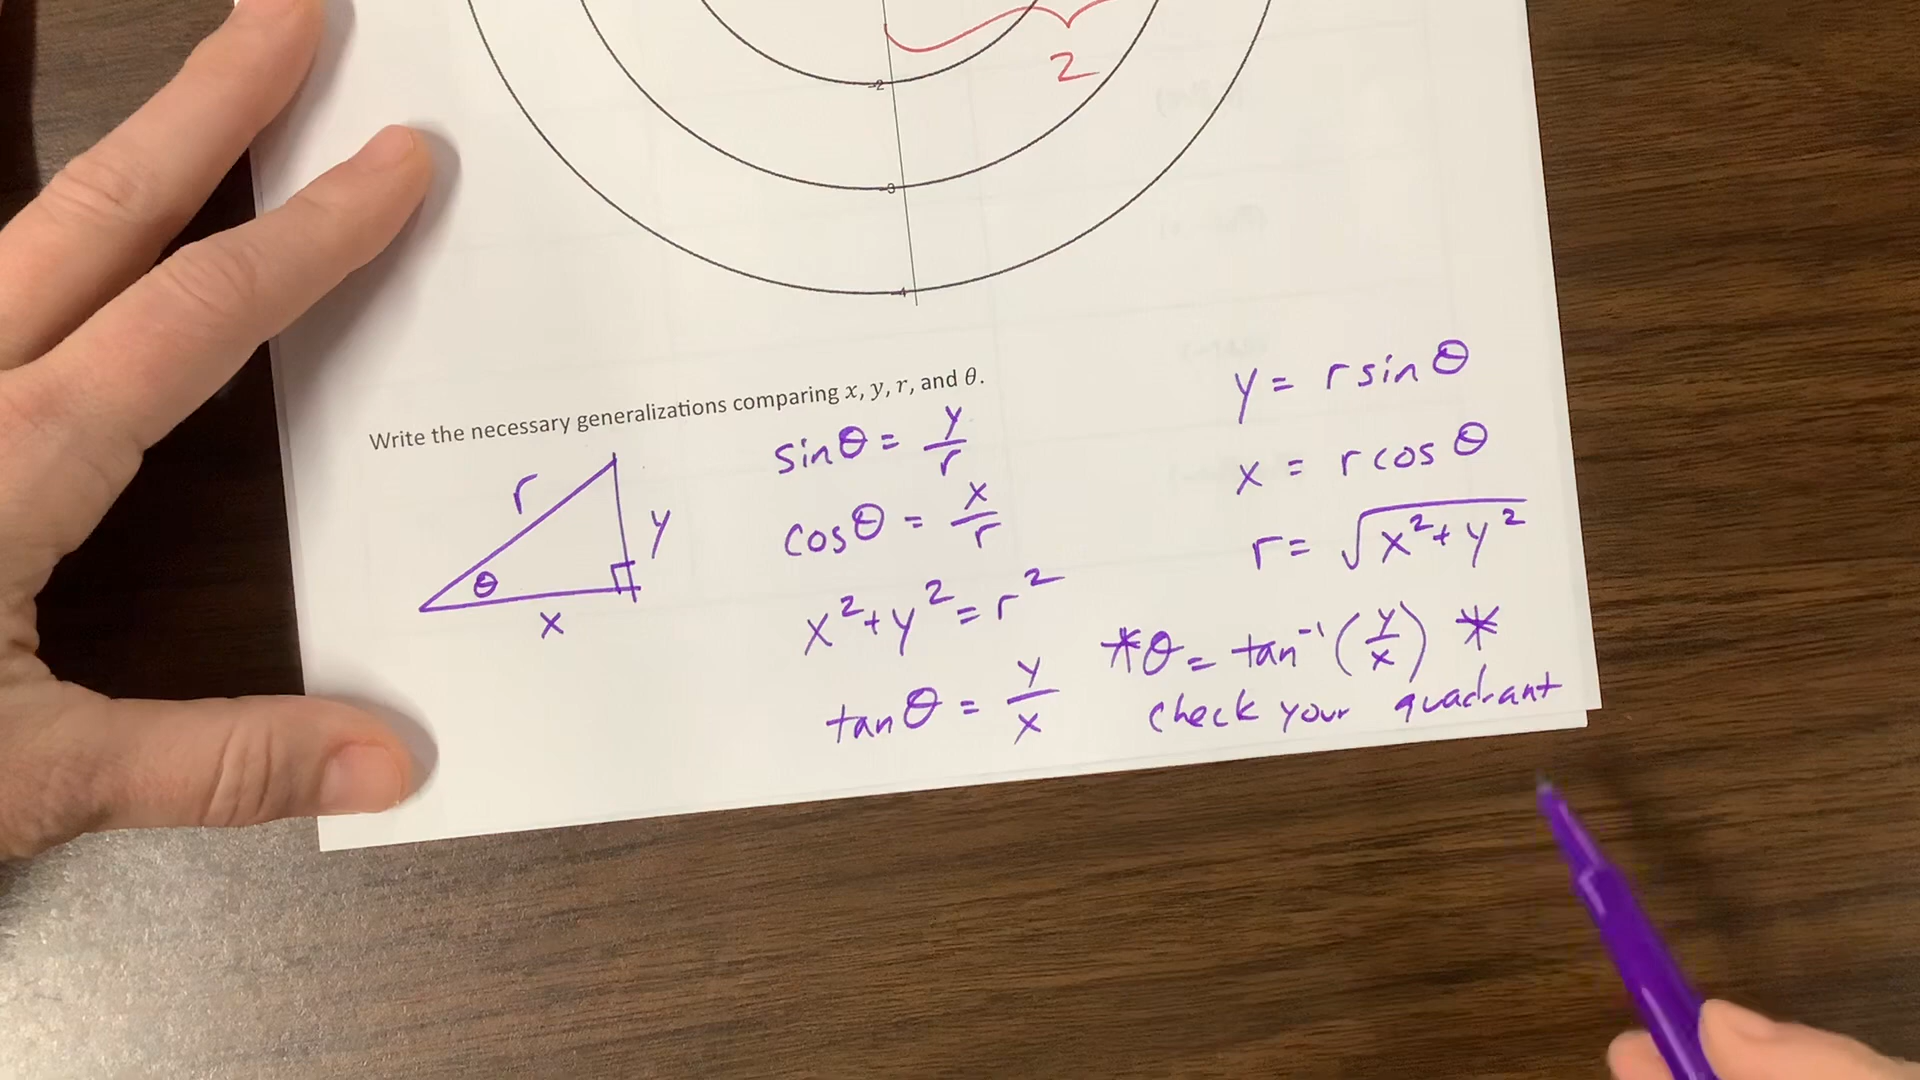 2
-2
-3
-4
Write the necessary generalizations comparing x, y, r, and θ.
r
y
θ
x
sinθ = y/r
cosθ = x/r
x²+y²=r²
tanθ = y/x
y = r sinθ
x = r cosθ
r = √x²+y²
*θ = tan⁻¹(y/x) *
check your quadrant